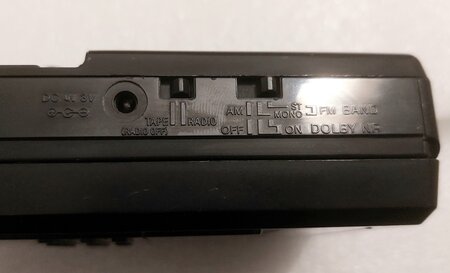 DC IN 3V
TAPE RADIO
(RADIO OFF)
AM ST MONO FM BAND
OFF ON DOLBY NR